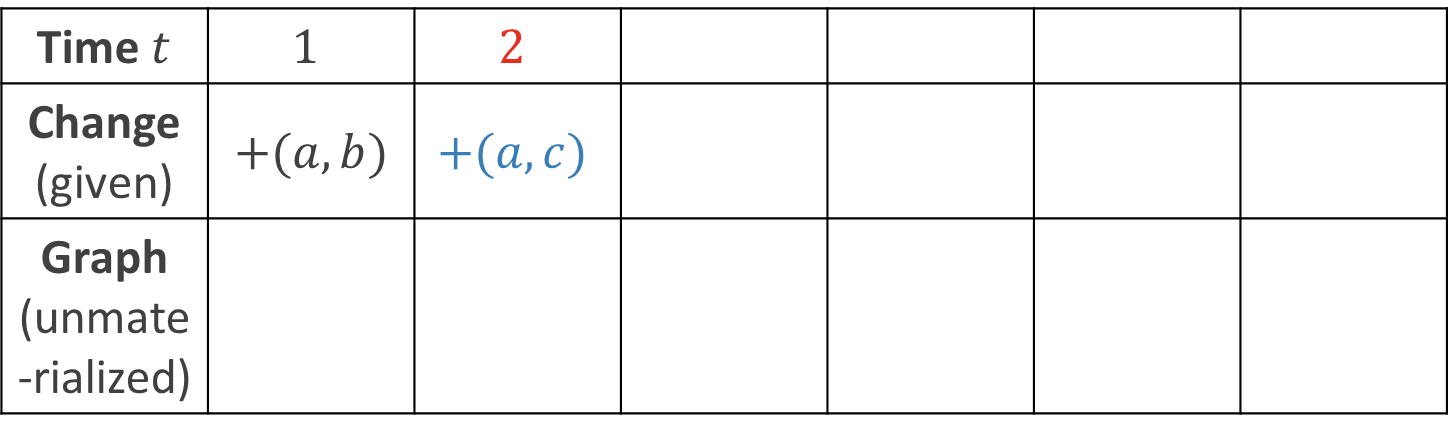 Time t 1 2
Change
(given) +(a, b) +(a, c)
Graph
(unmate
-rialized)